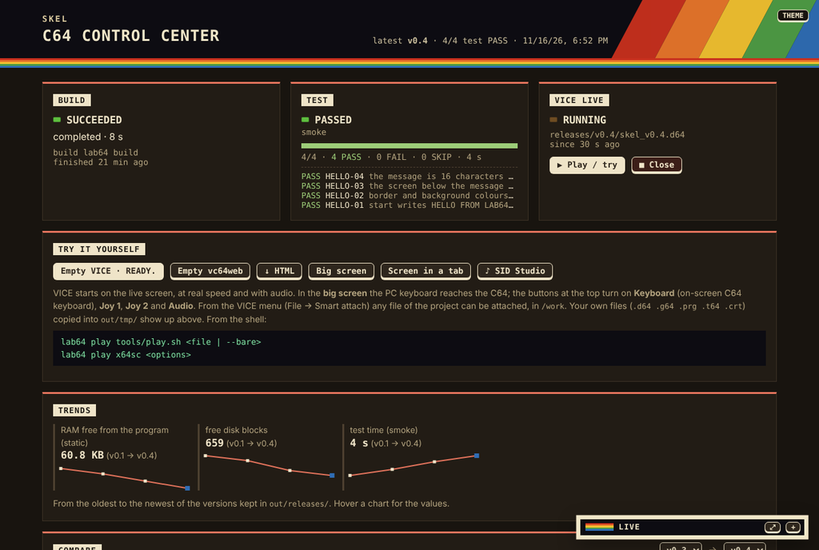 SKEL
C64 CONTROL CENTER
latest v0.4 · 4/4 test PASS · 11/16/26, 6:52 PM
THEME
BUILD
SUCCEEDED
completed · 8 s
build lab64 build
finished 21 min ago
TEST
PASSED
smoke
4/4 · 4 PASS · 0 FAIL · 0 SKIP · 4 s
PASS HELLO-04 the message is 16 characters …
PASS HELLO-03 the screen below the message …
PASS HELLO-02 border and background colours…
PASS HELLO-01 start writes HELLO FROM LAB64…
VICE LIVE
RUNNING
releases/v0.4/skel_v0.4.d64
since 30 s ago
▶ Play / try
■ Close
TRY IT YOURSELF
Empty VICE · READY.
Empty vc64web
↓ HTML
Big screen
Screen in a tab
♪ SID Studio
VICE starts on the live screen, at real speed and with audio. In the big screen the PC keyboard reaches the C64; the buttons at the top turn on Keyboard (on-screen C64
keyboard), Joy 1, Joy 2 and Audio. From the VICE menu (File → Smart attach) any file of the project can be attached, in /work. Your own files (.d64 .g64 .prg .t64 .crt)
copied into out/tmp/ show up above. From the shell:
lab64 play tools/play.sh <file | --bare>
lab64 play x64sc <options>
TRENDS
RAM free from the program
(static)
60.8 KB (v0.1 → v0.4)
free disk blocks
659 (v0.1 → v0.4)
test time (smoke)
4 s (v0.1 → v0.4)
From the oldest to the newest of the versions kept in out/releases/. Hover a chart for the values.
LIVE